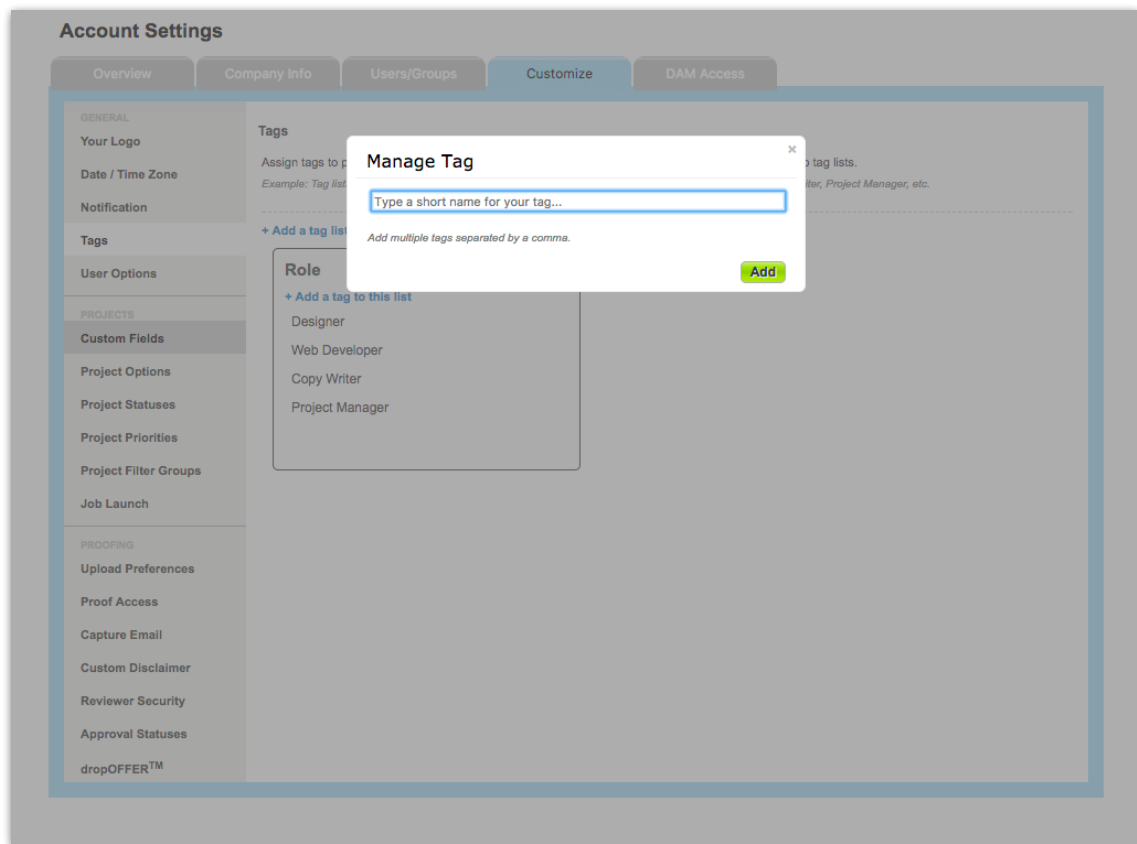 Account Settings
Overview
Company Info
Users/Groups
Customize
DAM Access
GENERAL
Your Logo
Date / Time Zone
Notification
Tags
User Options
PROJECTS
Custom Fields
Project Options
Project Statuses
Project Priorities
Project Filter Groups
Job Launch
PROOFING
Upload Preferences
Proof Access
Capture Email
Custom Disclaimer
Reviewer Security
Approval Statuses
dropOFFER™
Tags
Assign tags to tag lists.
Example: Tag Project Manager, etc.
+ Add a tag list
Role
+ Add a tag to this list
Designer
Web Developer
Copy Writer
Project Manager
Manage Tag
×
Type a short name for your tag...
Add multiple tags separated by a comma.
Add